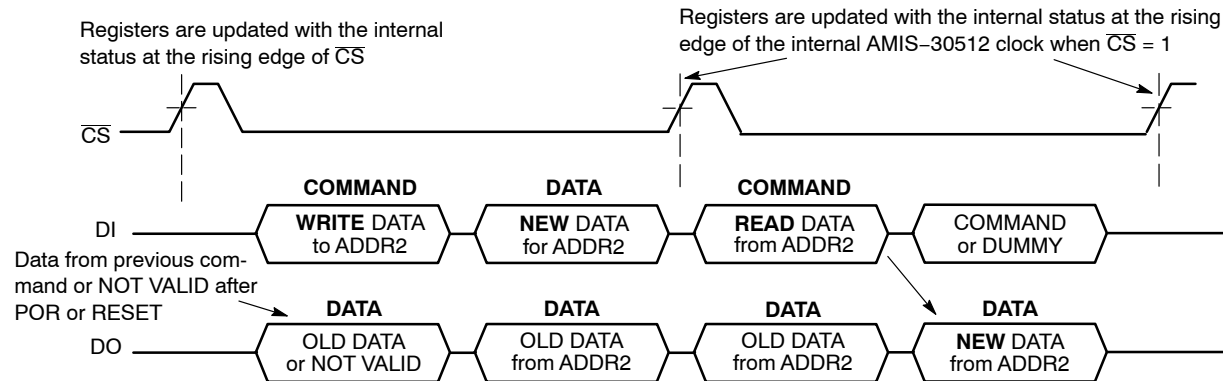 Registers are updated with the internal
status at the rising edge of CS
Registers are updated with the internal status at the rising
edge of the internal AMIS−30512 clock when CS = 1
CS
COMMAND
DATA
COMMAND
DI
WRITE DATA
to ADDR2
NEW DATA
for ADDR2
READ DATA
from ADDR2
COMMAND
or DUMMY
Data from previous com-
mand or NOT VALID after
POR or RESET
DATA
DATA
DATA
DATA
DO
OLD DATA
or NOT VALID
OLD DATA
from ADDR2
OLD DATA
from ADDR2
NEW DATA
from ADDR2